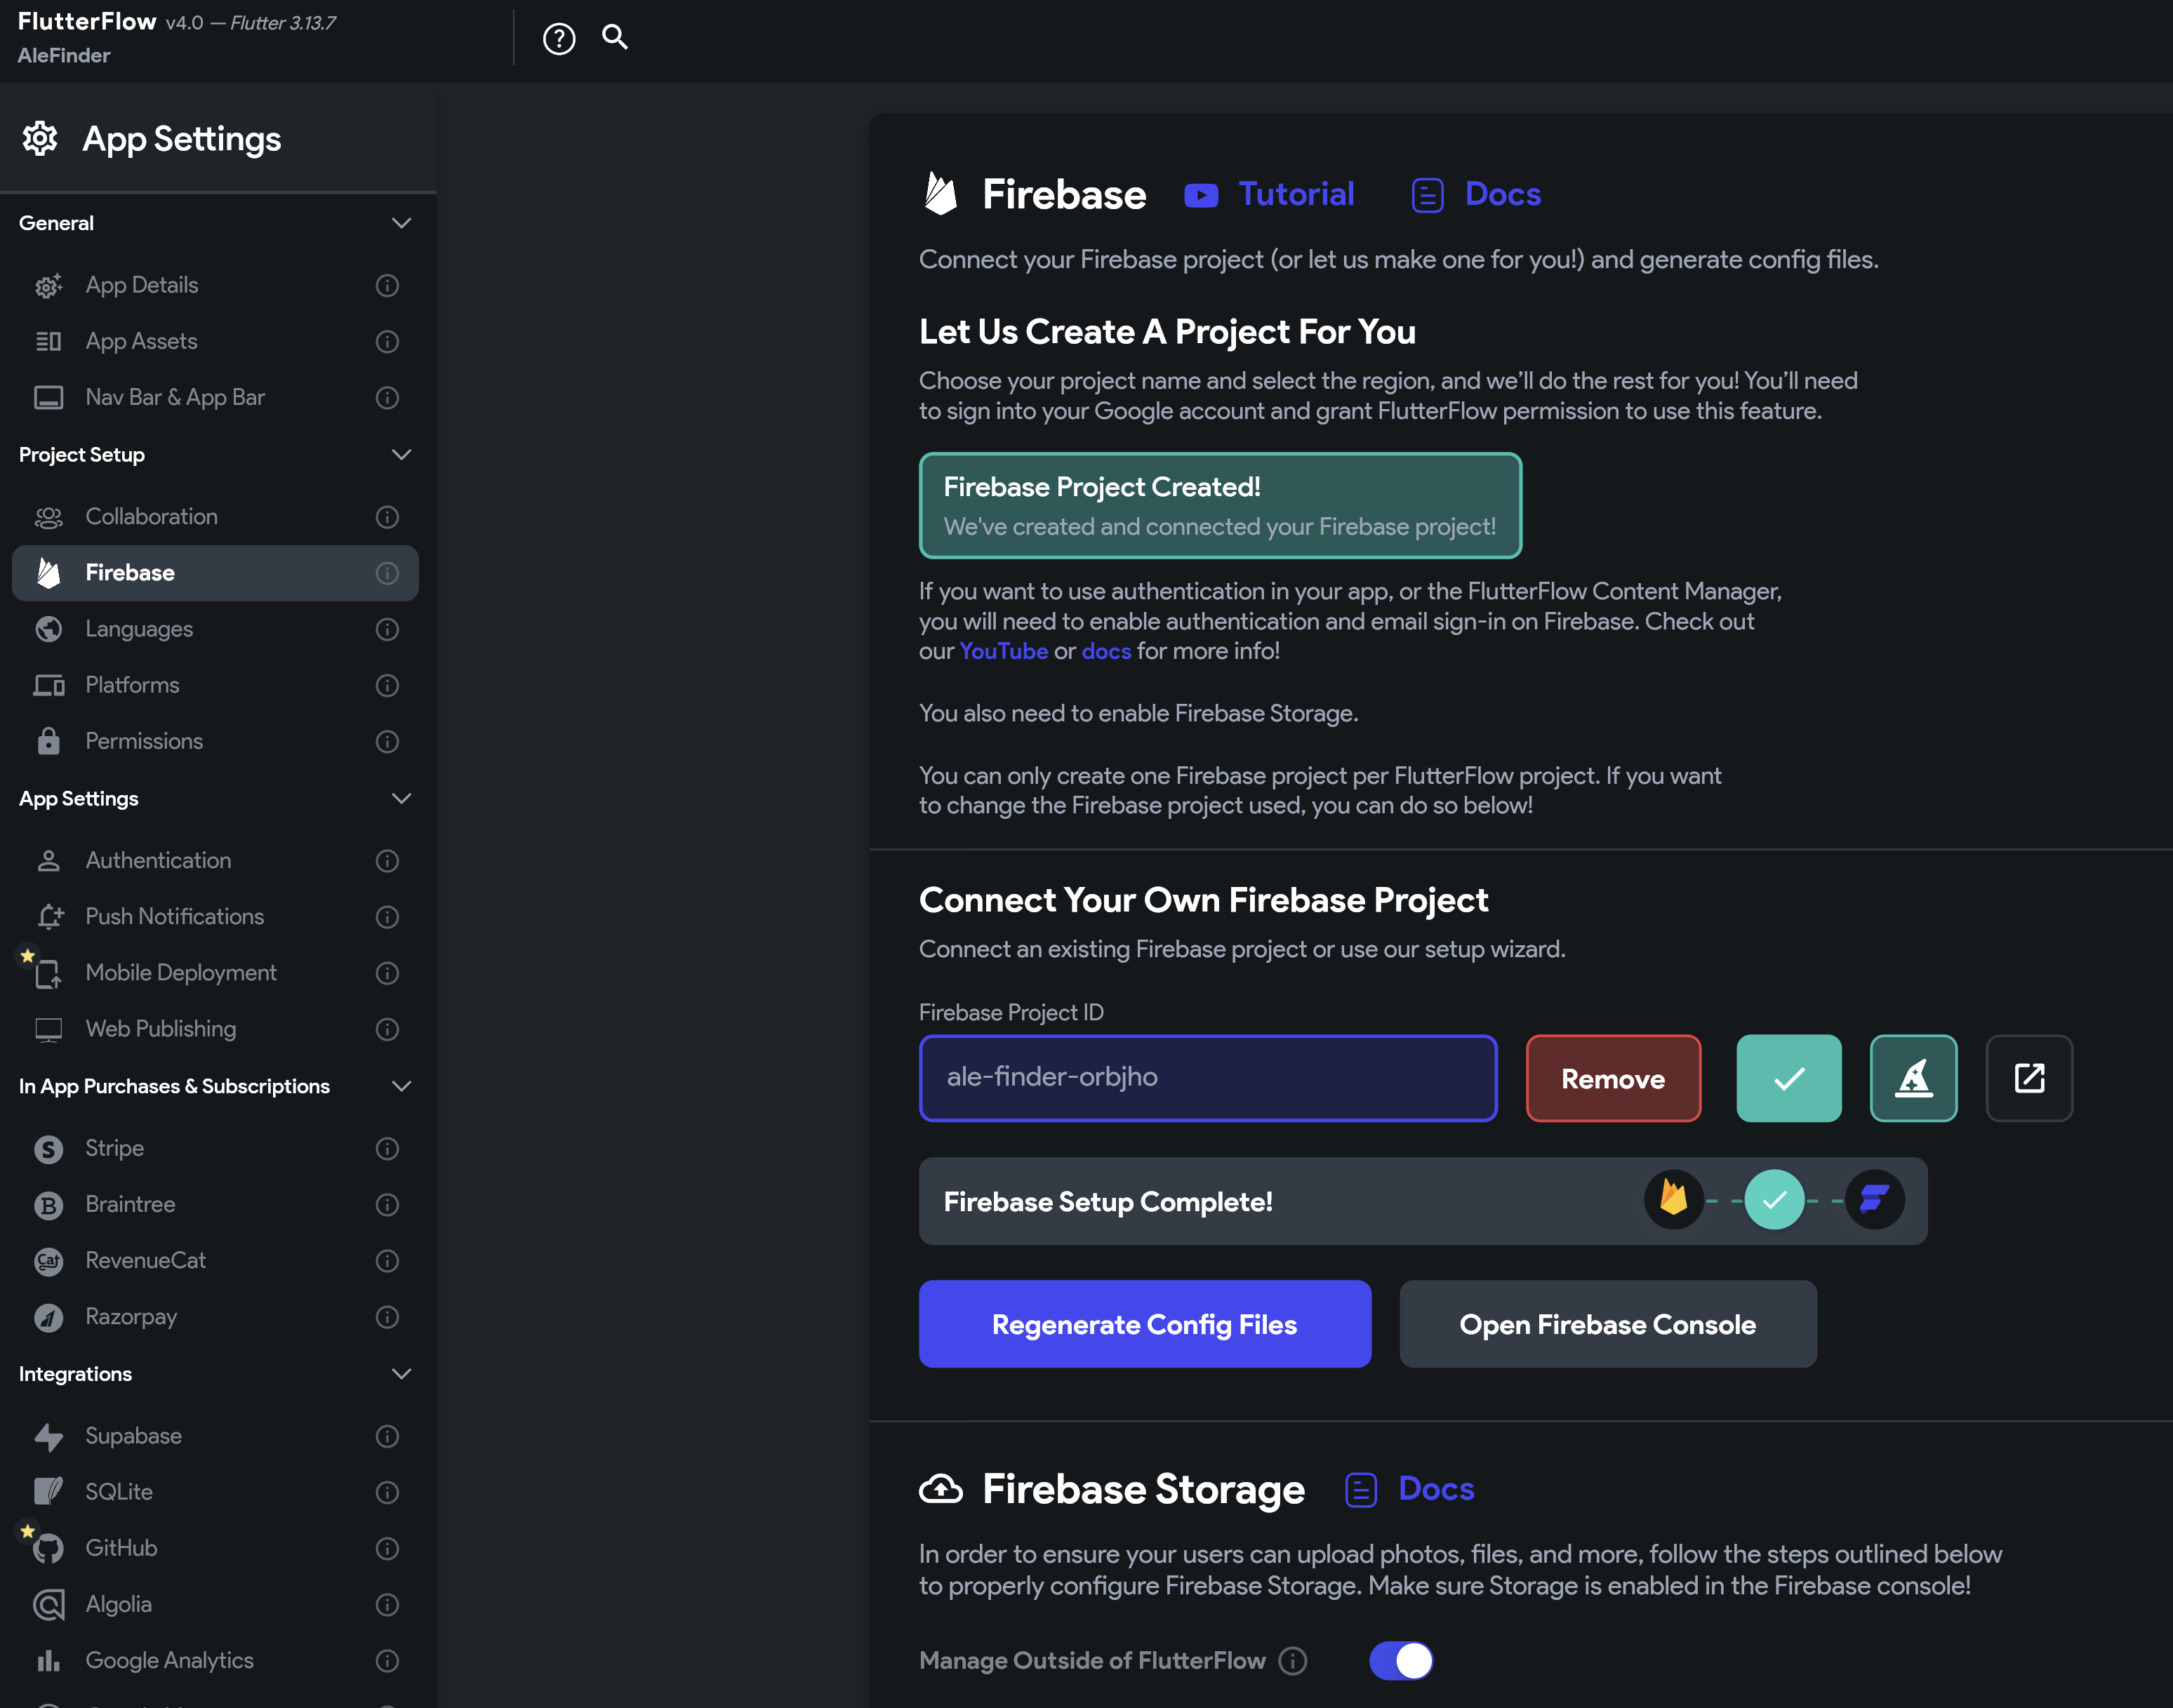 FlutterFlow v4.0 — Flutter 3.13.7
AleFinder
App Settings
General
App Details
App Assets
Nav Bar & App Bar
Project Setup
Collaboration
Firebase
Languages
Platforms
Permissions
App Settings
Authentication
Push Notifications
Mobile Deployment
Web Publishing
In App Purchases & Subscriptions
Stripe
Braintree
RevenueCat
Razorpay
Integrations
Supabase
SQLite
GitHub
Algolia
Google Analytics
Firebase Tutorial Docs
Connect your Firebase project (or let us make one for you!) and generate config files.
Let Us Create A Project For You
Choose your project name and select the region, and we’ll do the rest for you! You’ll need
to sign into your Google account and grant FlutterFlow permission to use this feature.
Firebase Project Created!
We've created and connected your Firebase project!
If you want to use authentication in your app, or the FlutterFlow Content Manager,
you will need to enable authentication and email sign-in on Firebase. Check out
our YouTube or docs for more info!
You also need to enable Firebase Storage.
You can only create one Firebase project per FlutterFlow project. If you want
to change the Firebase project used, you can do so below!
Connect Your Own Firebase Project
Connect an existing Firebase project or use our setup wizard.
Firebase Project ID
ale-finder-orbjho
Remove
Firebase Setup Complete!
Regenerate Config Files
Open Firebase Console
Firebase Storage Docs
In order to ensure your users can upload photos, files, and more, follow the steps outlined below
to properly configure Firebase Storage. Make sure Storage is enabled in the Firebase console!
Manage Outside of FlutterFlow